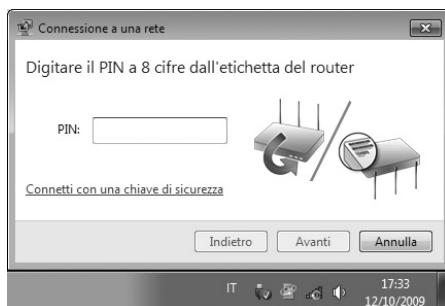 Connessione a una rete
Digitare il PIN a 8 cifre dall'etichetta del router
PIN:
Connetti con una chiave di sicurezza
Indietro Avanti Annulla
IT 17:33
12/10/2009